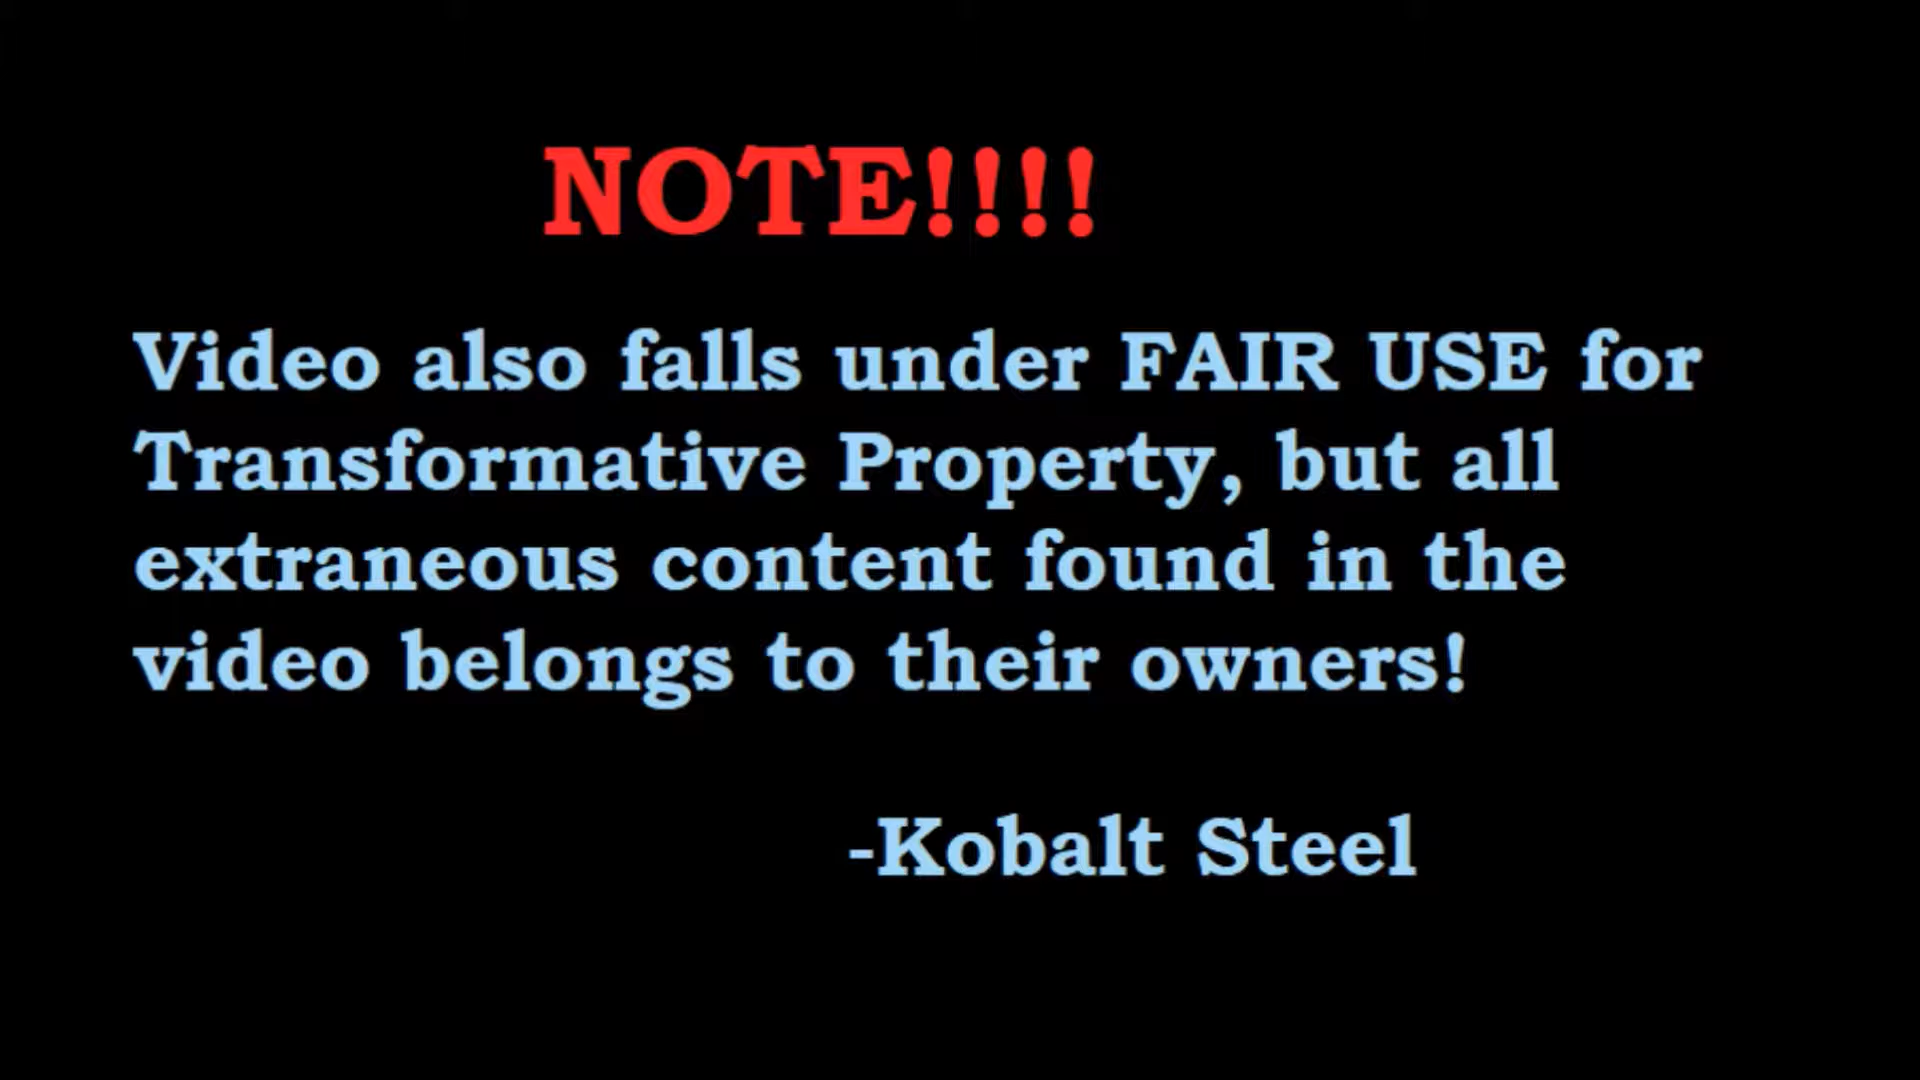 NOTE!!!!
Video also falls under FAIR USE for
Transformative Property, but all
extraneous content found in the
video belongs to their owners!
-Kobalt Steel